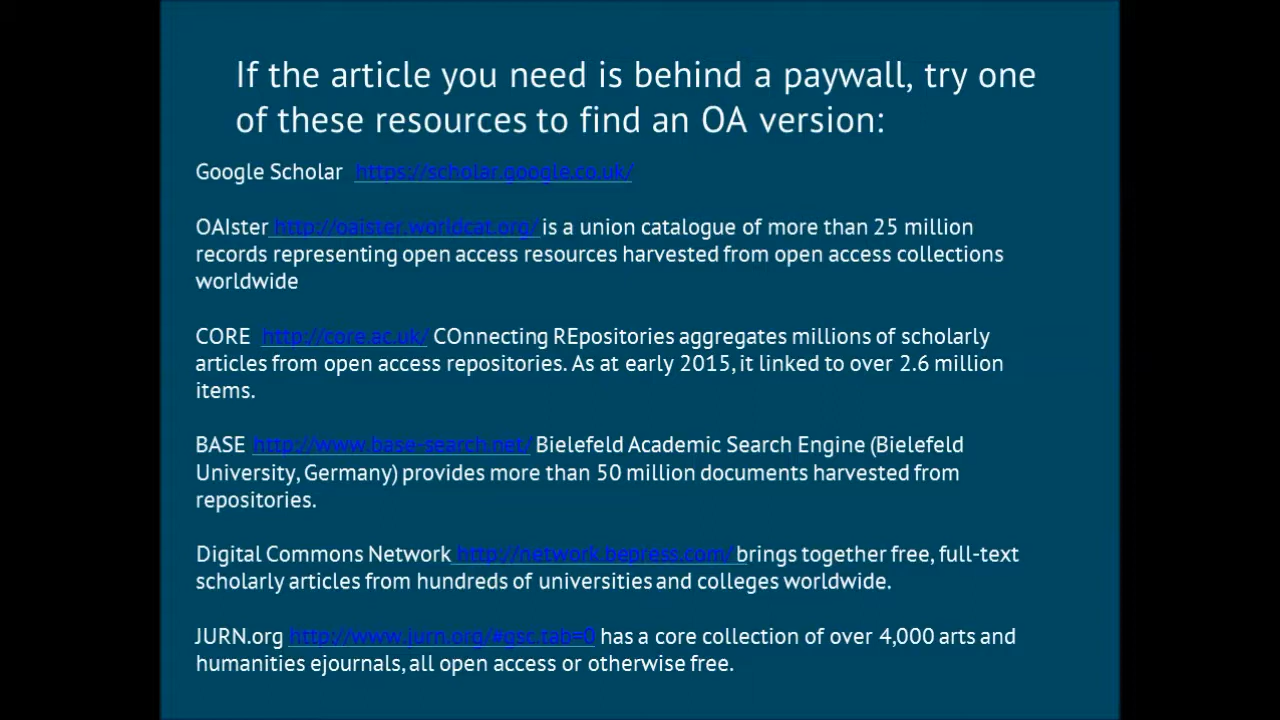 If the article you need is behind a paywall, try one
of these resources to find an OA version:
Google Scholar https://scholar.google.co.uk/
OAIster http://oaister.worldcat.org/ is a union catalogue of more than 25 million
records representing open access resources harvested from open access collections
worldwide
CORE http://core.ac.uk/ COnnecting REpositories aggregates millions of scholarly
articles from open access repositories. As at early 2015, it linked to over 2.6 million
items.
BASE http://www.base-search.net/ Bielefeld Academic Search Engine (Bielefeld
University, Germany) provides more than 50 million documents harvested from
repositories.
Digital Commons Network http://network.bepress.com/ brings together free, full-text
scholarly articles from hundreds of universities and colleges worldwide.
JURN.org http://www.jurn.org/#gsc.tab=0 has a core collection of over 4,000 arts and
humanities ejournals, all open access or otherwise free.